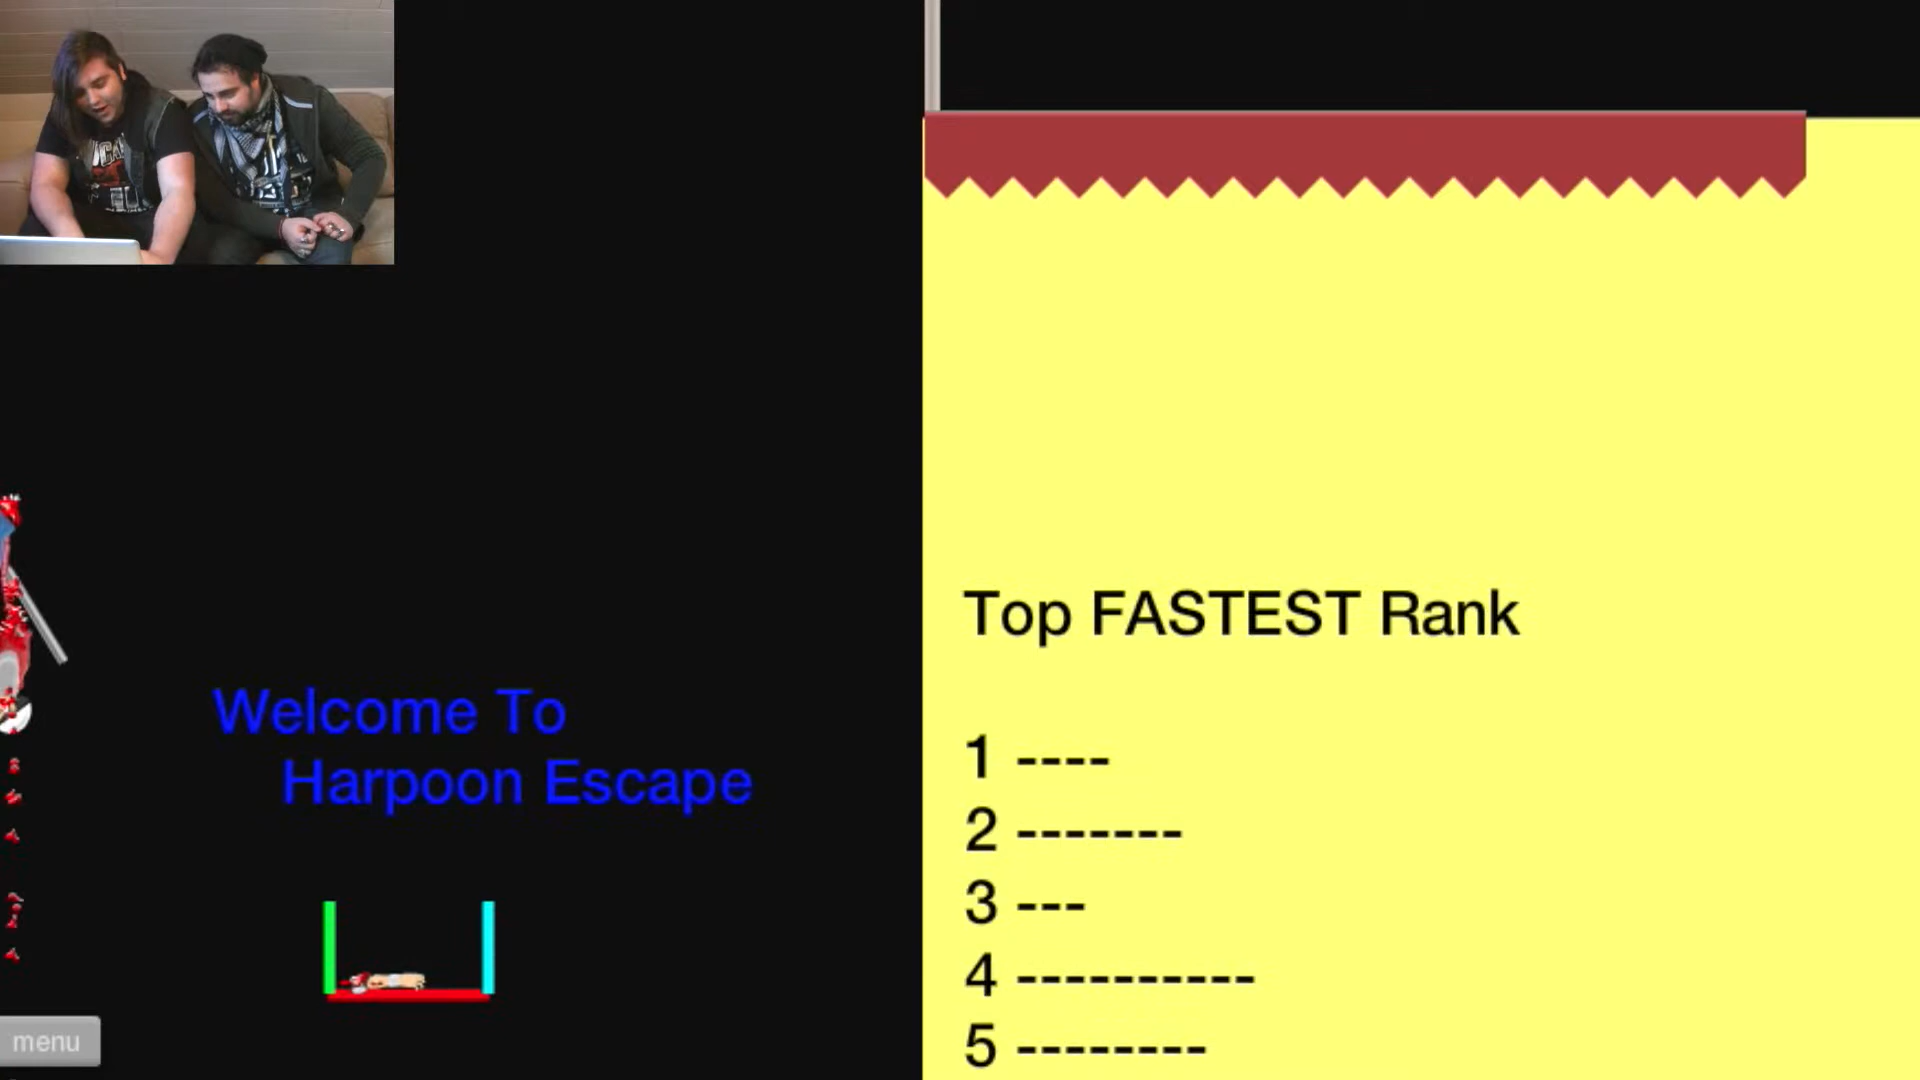 Welcome To
Harpoon Escape
menu
Top FASTEST Rank
1 ----
2 -------
3 ---
4 ----------
5 --------